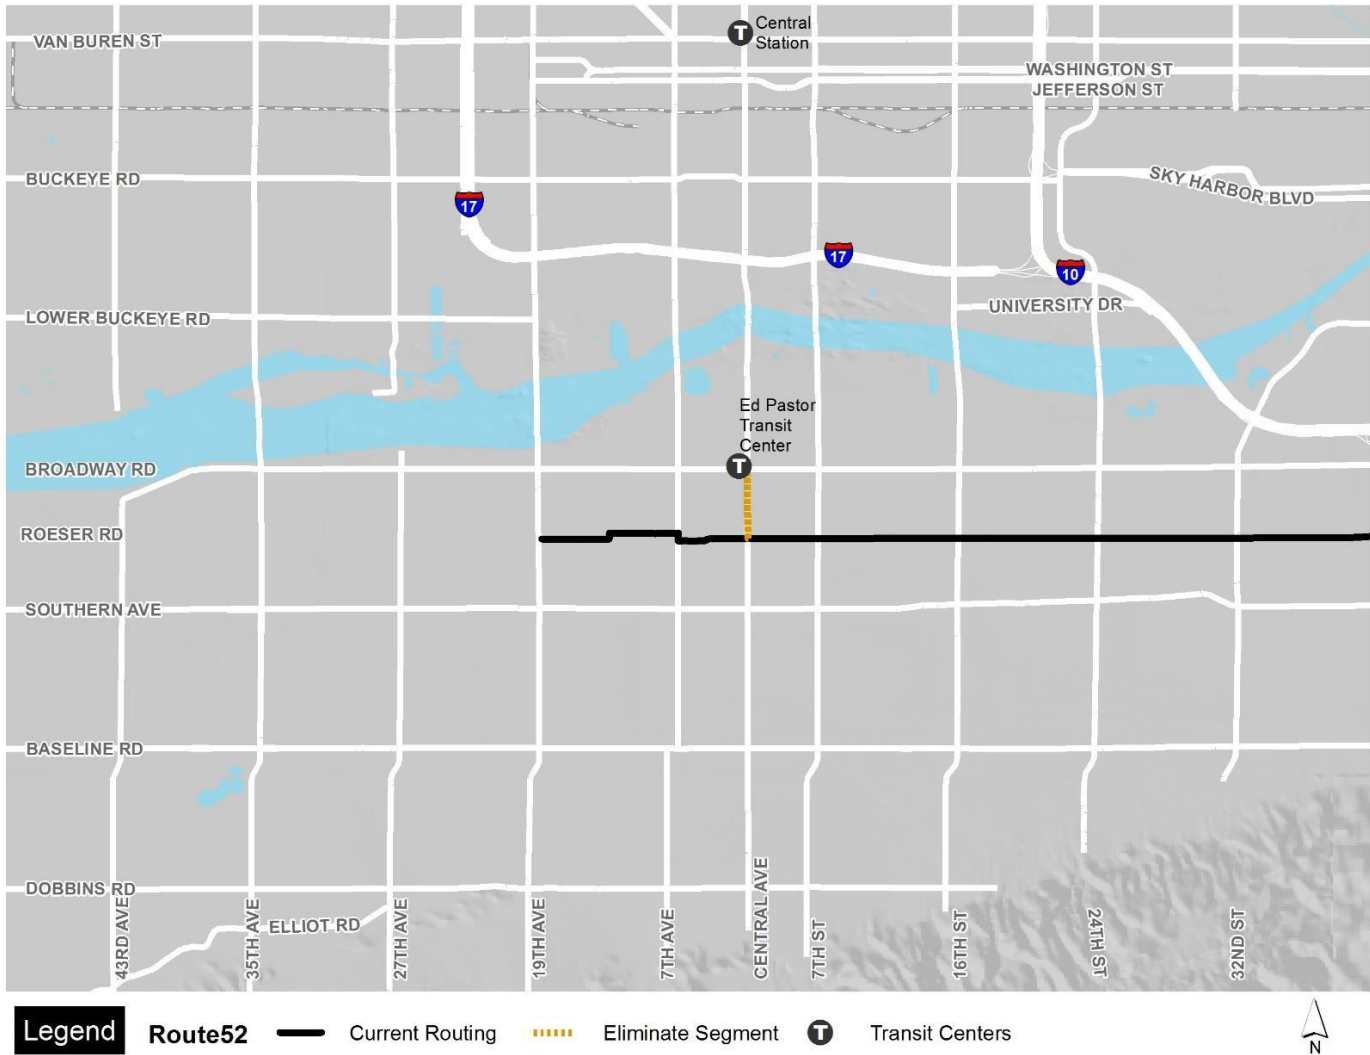 Central
Station
VAN BUREN ST
WASHINGTON ST
JEFFERSON ST
BUCKEYE RD
SKY HARBOR BLVD
17
17
10
UNIVERSITY DR
LOWER BUCKEYE RD
Ed Pastor
Transit
Center
BROADWAY RD
ROESER RD
SOUTHERN AVE
BASELINE RD
DOBBINS RD
ELLIOT RD
43RD AVE
35TH AVE
27TH AVE
19TH AVE
7TH AVE
CENTRAL AVE
7TH ST
16TH ST
24TH ST
32ND ST
T
T
Legend
Route52
Current Routing
Eliminate Segment
T
Transit Centers
N